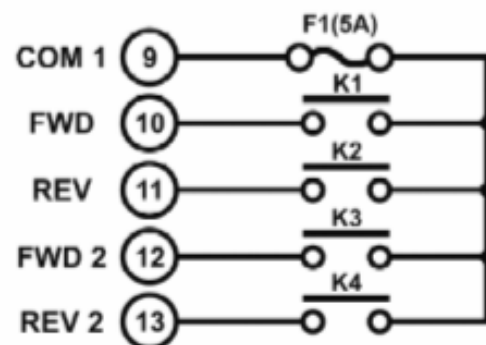 F1(5A)
COM 1 9
K1
FWD 10
K2
REV 11
K3
FWD 2 12
K4
REV 2 13